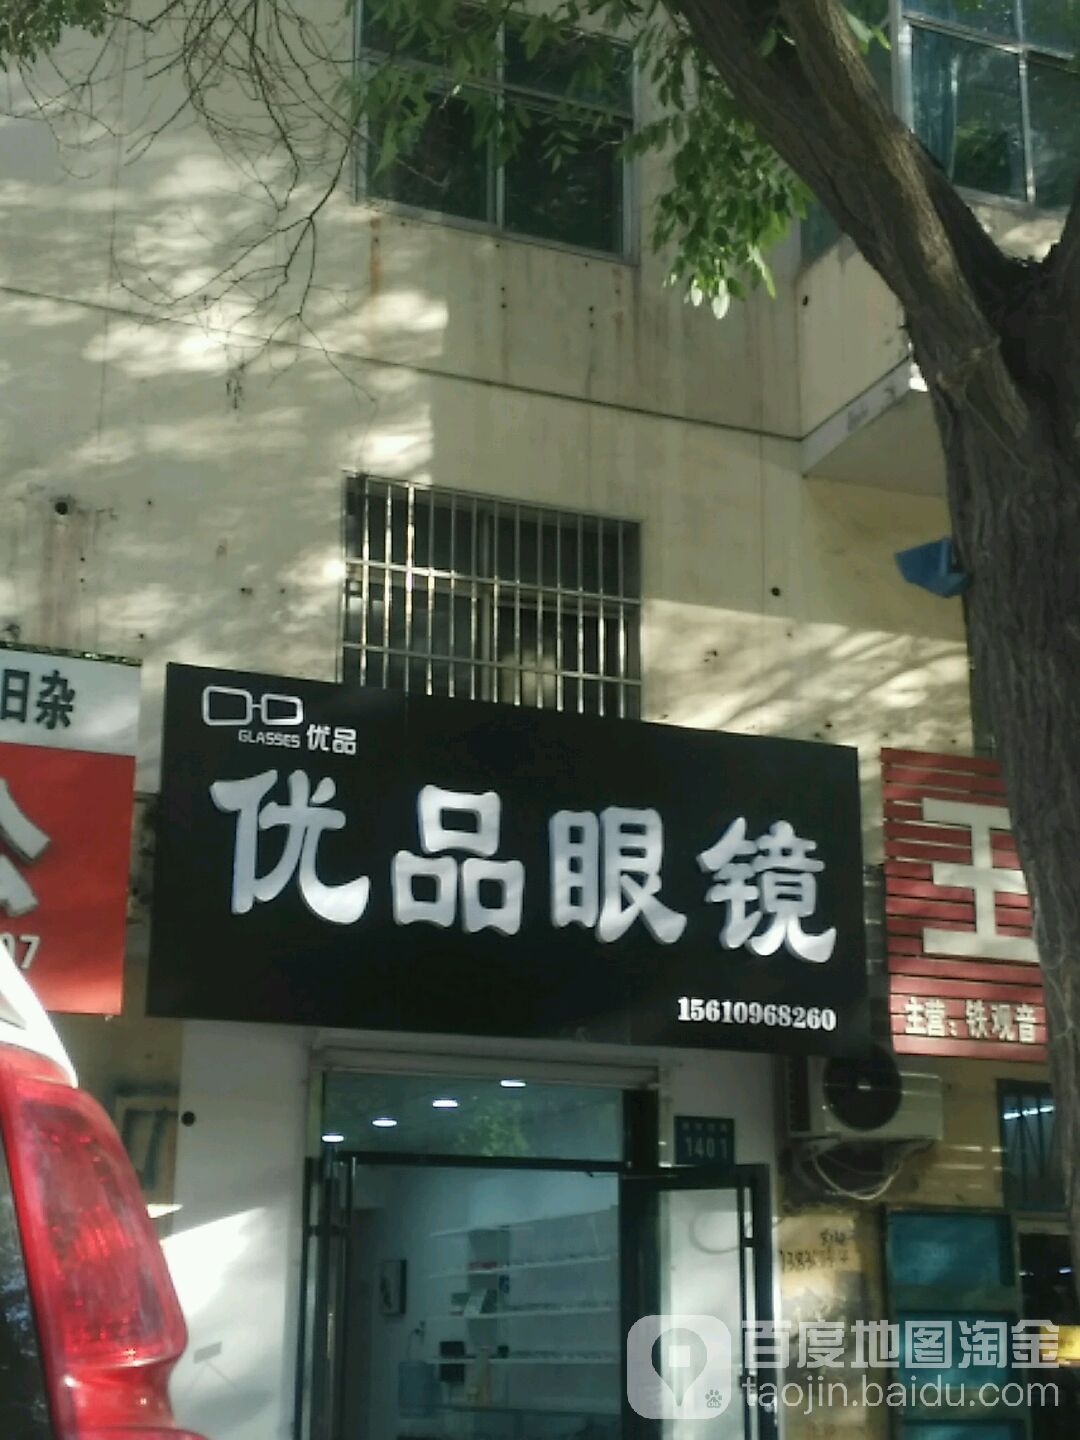 日杂
97
GLASSES 优品
优品眼镜
15610968260
王
主营：铁观音
1401
百度地图淘金
taojin.baidu.com